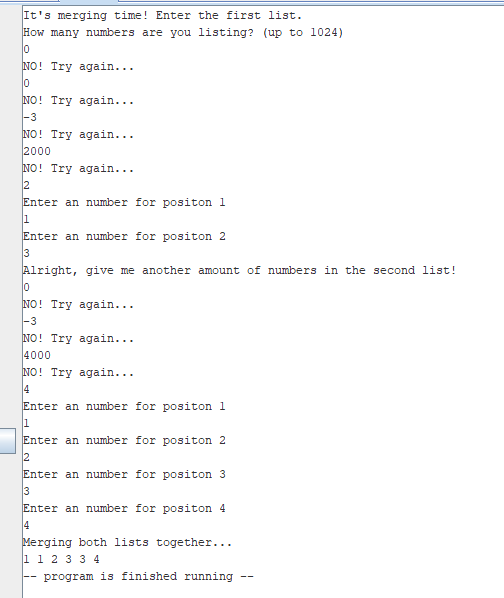 It's merging time! Enter the first list.
How many numbers are you listing? (up to 1024)
0
NO! Try again...
0
NO! Try again...
-3
NO! Try again...
2000
NO! Try again...
2
Enter an number for positon 1
1
Enter an number for positon 2
3
Alright, give me another amount of numbers in the second list!
0
NO! Try again...
-3
NO! Try again...
4000
NO! Try again...
4
Enter an number for positon 1
1
Enter an number for positon 2
2
Enter an number for positon 3
3
Enter an number for positon 4
4
Merging both lists together...
1 1 2 3 3 4
-- program is finished running --